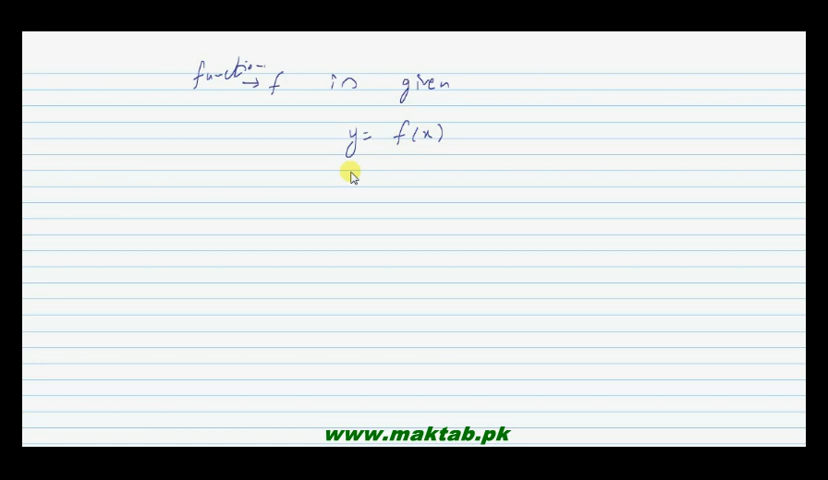 function → f is given
y = f(x)
www.maktab.pk